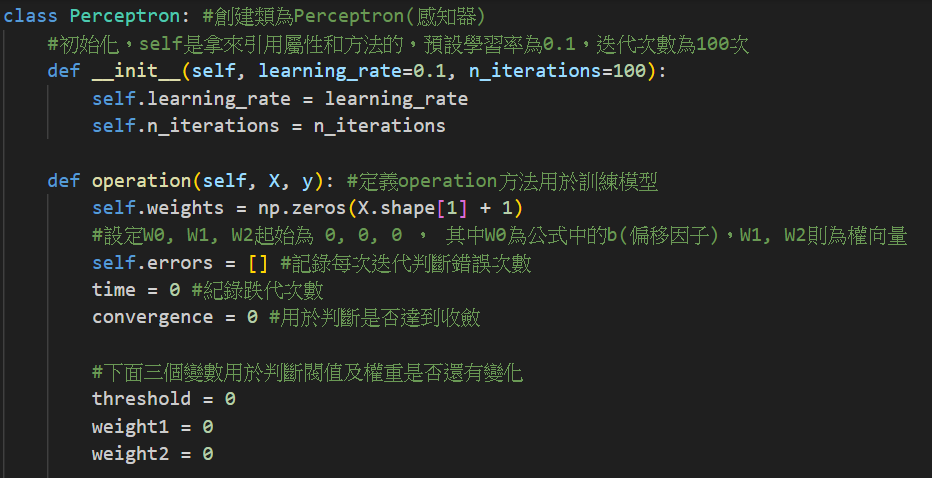 class Perceptron: #創建類為Perceptron(感知器)
#初始化，self是拿來引用屬性和方法的，預設學習率為0.1，迭代次數為100次
def __init__(self, learning_rate=0.1, n_iterations=100):
self.learning_rate = learning_rate
self.n_iterations = n_iterations
def operation(self, X, y): #定義operation方法用於訓練模型
self.weights = np.zeros(X.shape[1] + 1)
#設定W0, W1, W2起始為 0, 0, 0 ， 其中W0為公式中的b(偏移因子)，W1, W2則為權向量
self.errors = [] #記錄每次迭代判斷錯誤次數
time = 0 #紀錄跌代次數
convergence = 0 #用於判斷是否達到收斂
#下面三個變數用於判斷閥值及權重是否還有變化
threshold = 0
weight1 = 0
weight2 = 0